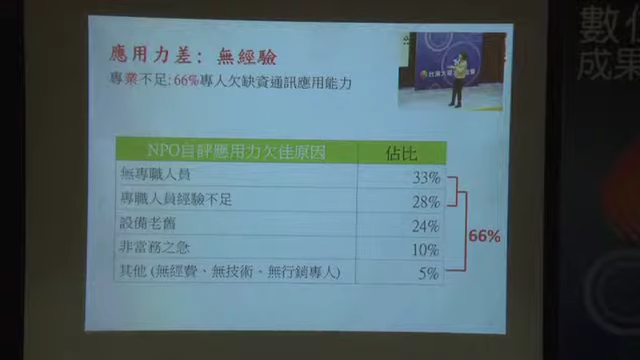 應用力差: 無經驗
專業不足:66%專人欠缺資通訊應用能力
NPO自評應用力欠佳原因 佔比
無專職人員 33%
專職人員經驗不足 28%
設備老舊 24%
非當務之急 10%
其他 (無經費、無技術、無行銷專人) 5%
66%
數位
成果